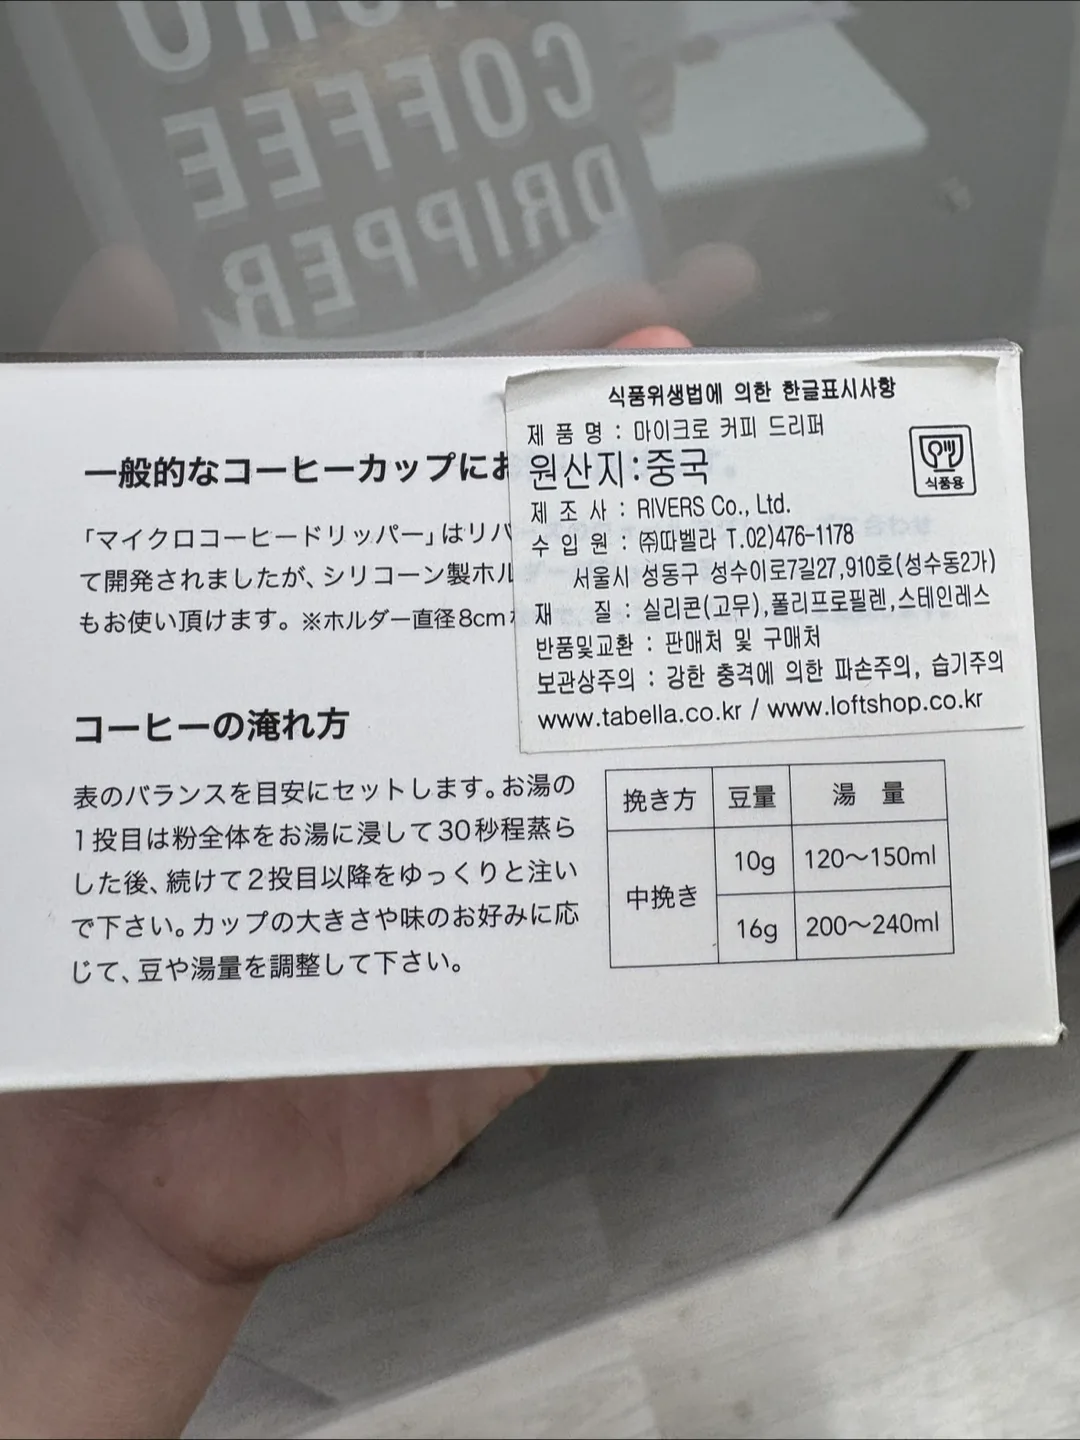 COFFEE
DRIPPER
一般的なコーヒーカップにお
「マイクロコーヒードリッパー」はリバ
て開発されましたが、シリコーン製ホル
もお使い頂けます。※ホルダー直径8cm
コーヒーの淹れ方
表のバランスを目安にセットします。お湯の
1投目は粉全体をお湯に浸して30秒程蒸ら
した後、続けて2投目以降をゆっくりと注い
で下さい。カップの大きさや味のお好みに応
じて、豆や湯量を調整して下さい。
식품위생법에 의한 한글표시사항
제 품 명 : 마이크로 커피 드리퍼
원산지:중국
식품용
제 조 사 : RIVERS Co., Ltd.
수 입 원 : ㈜따벨라 T.02)476-1178
서울시 성동구 성수이로7길27,910호(성수동2가)
재 질 : 실리콘(고무),폴리프로필렌,스테인레스
반품및교환 : 판매처 및 구매처
보관상주의 : 강한 충격에 의한 파손주의, 습기주의
www.tabella.co.kr / www.loftshop.co.kr
挽き方 豆量 湯 量
中挽き 10g 120〜150ml
16g 200〜240ml